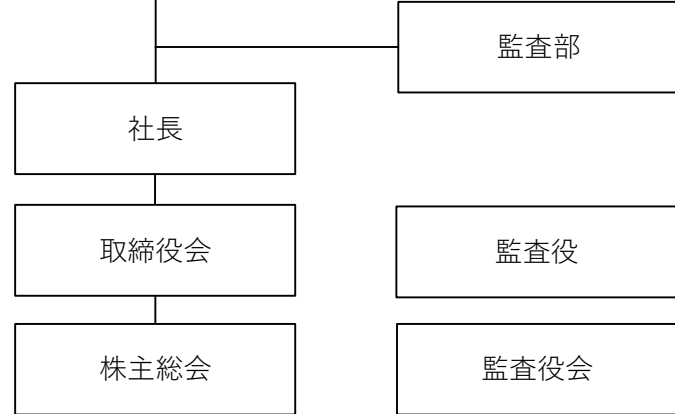 監査部
社長
取締役会
監査役
株主総会
監査役会